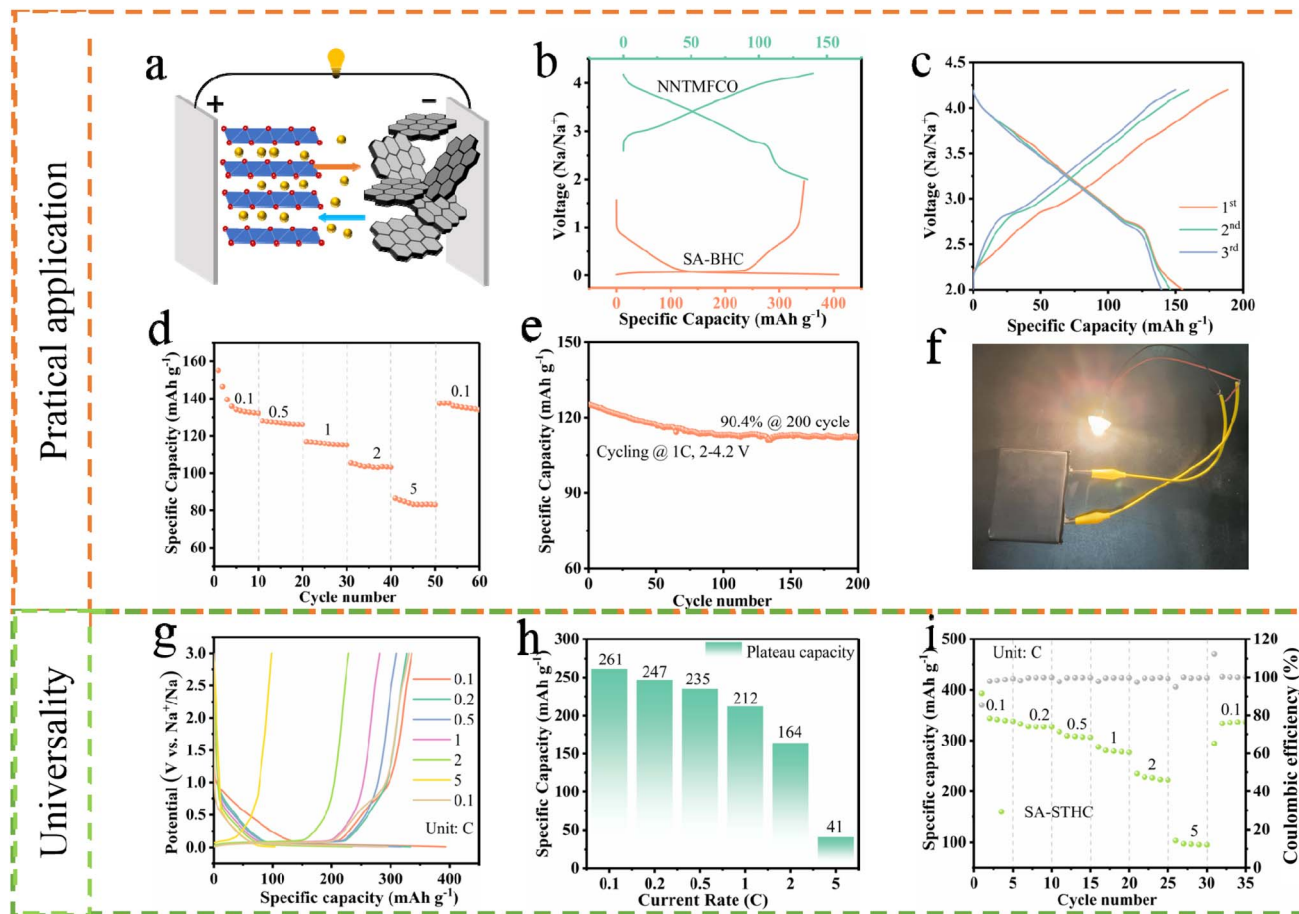 Pratical application
a
+
−
b
0 50 100 150
4
3
2
1
0
Voltage (Na/Na⁺)
NNTMFCO
SA-BHC
0 100 200 300 400
Specific Capacity (mAh g⁻¹)
c
4.5
4.0
3.5
3.0
2.5
2.0
Voltage (Na/Na⁺)
1st
2nd
3rd
0 50 100 150 200
Specific Capacity (mAh g⁻¹)
d
160
140
120
100
80
60
Specific Capacity (mAh g⁻¹)
0.1
0.5
1
2
5
0.1
0 10 20 30 40 50 60
Cycle number
e
150
120
90
60
Specific Capacity (mAh g⁻¹)
90.4% @ 200 cycle
Cycling @ 1C, 2-4.2 V
0 50 100 150 200
Cycle number
f
Universality
g
3.0
2.5
2.0
1.5
1.0
0.5
0.0
Potential (V vs. Na⁺/Na)
0.1
0.2
0.5
1
2
5
0.1
Unit: C
0 100 200 300 400
Specific capacity (mAh g⁻¹)
h
300
250
200
150
100
50
0
Specific Capacity (mAh g⁻¹)
Plateau capacity
261
247
235
212
164
41
0.1 0.2 0.5 1 2 5
Current Rate (C)
i
500
400
300
200
100
Specific capacity (mAh g⁻¹)
Unit: C
0.1
0.2
0.5
1
2
5
0.1
SA-STHC
120
100
80
60
40
20
0
Coulombic efficiency (%)
0 5 10 15 20 25 30 35
Cycle number